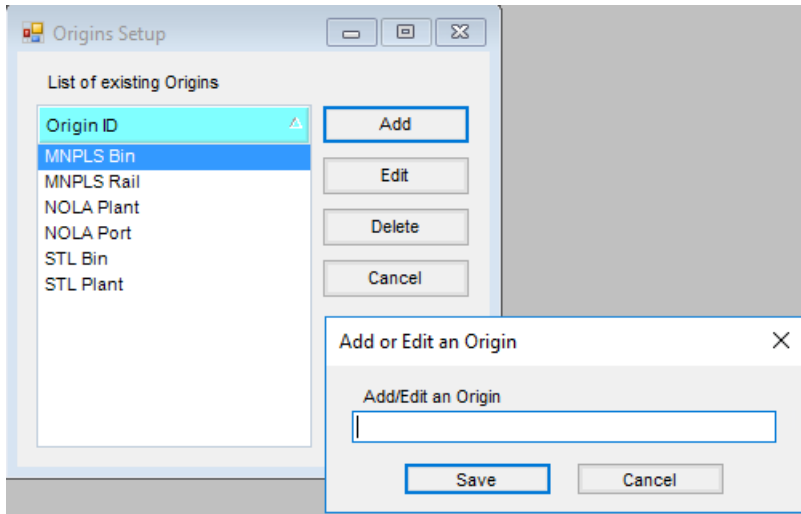 Origins Setup
List of existing Origins
Origin ID
Add
MNPLS Bin
MNPLS Rail
Edit
NOLA Plant
NOLA Port
Delete
STL Bin
STL Plant
Cancel
Add or Edit an Origin
Add/Edit an Origin
Save Cancel